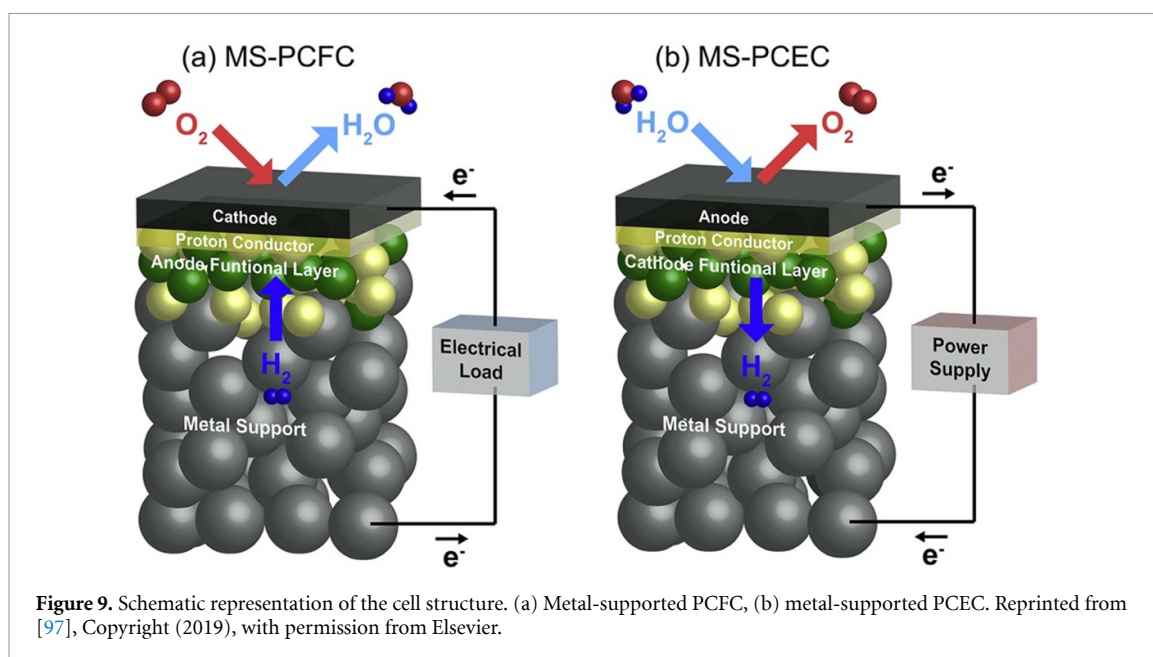 (a) MS-PCFC
O2
H2O
e-
Cathode
Proton Conductor
Anode Funtional Layer
H2
Electrical
Load
Metal Support
e-
(b) MS-PCEC
H2O
O2
e-
Anode
Proton Conductor
Cathode Funtional Layer
H2
Power
Supply
Metal Support
e-
Figure 9. Schematic representation of the cell structure. (a) Metal-supported PCFC, (b) metal-supported PCEC. Reprinted from
[97], Copyright (2019), with permission from Elsevier.